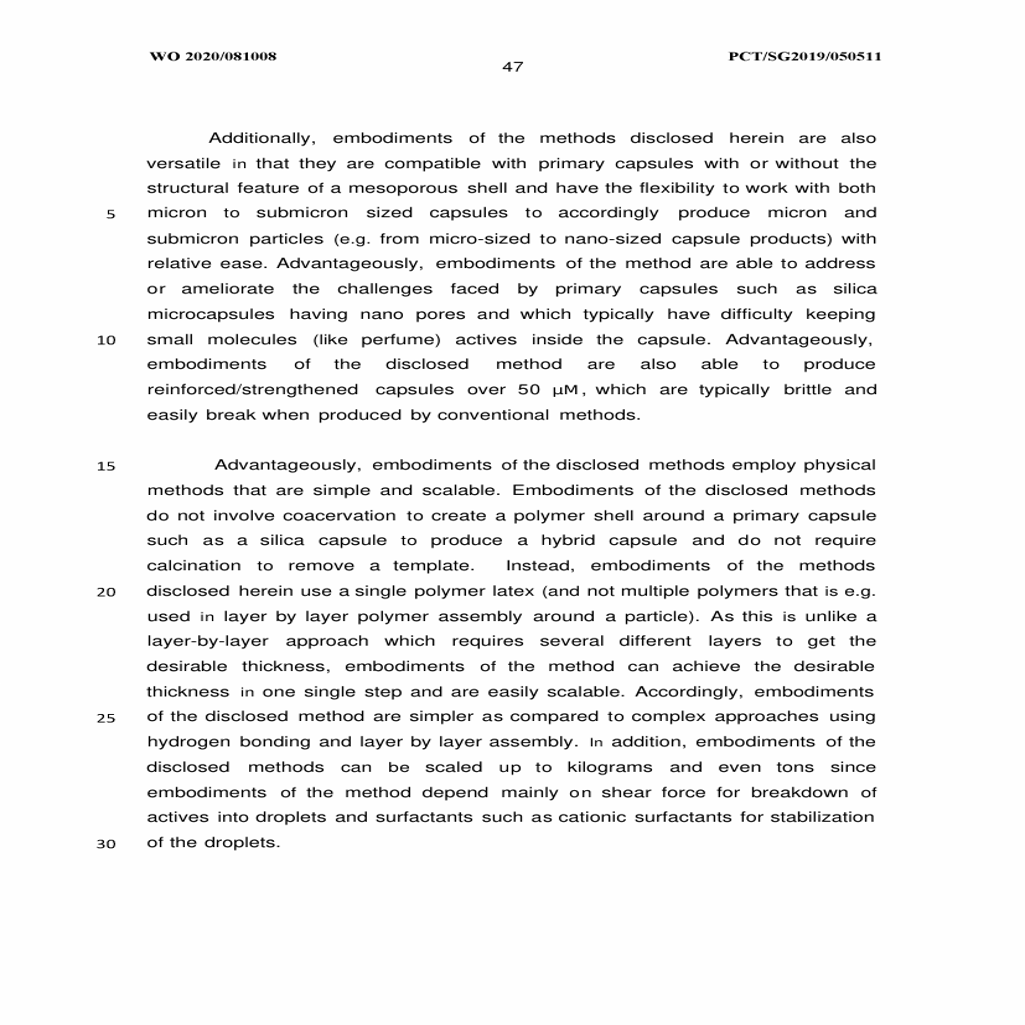 WO 2020/081008
PCT/SG2019/050511
47
Additionally, embodiments of the methods disclosed herein are also
versatile in that they are compatible with primary capsules with or without the
structural feature of a mesoporous shell and have the flexibility to work with both
5 micron to submicron sized capsules to accordingly produce micron and
submicron particles (e.g. from micro-sized to nano-sized capsule products) with
relative ease. Advantageously, embodiments of the method are able to address
or ameliorate the challenges faced by primary capsules such as silica
microcapsules having nano pores and which typically have difficulty keeping
10 small molecules (like perfume) actives inside the capsule. Advantageously,
embodiments of the disclosed method are also able to produce
reinforced/strengthened capsules over 50 µM, which are typically brittle and
easily break when produced by conventional methods.
15 Advantageously, embodiments of the disclosed methods employ physical
methods that are simple and scalable. Embodiments of the disclosed methods
do not involve coacervation to create a polymer shell around a primary capsule
such as a silica capsule to produce a hybrid capsule and do not require
calcination to remove a template. Instead, embodiments of the methods
20 disclosed herein use a single polymer latex (and not multiple polymers that is e.g.
used in layer by layer polymer assembly around a particle). As this is unlike a
layer-by-layer approach which requires several different layers to get the
desirable thickness, embodiments of the method can achieve the desirable
thickness in one single step and are easily scalable. Accordingly, embodiments
25 of the disclosed method are simpler as compared to complex approaches using
hydrogen bonding and layer by layer assembly. In addition, embodiments of the
disclosed methods can be scaled up to kilograms and even tons since
embodiments of the method depend mainly on shear force for breakdown of
actives into droplets and surfactants such as cationic surfactants for stabilization
30 of the droplets.